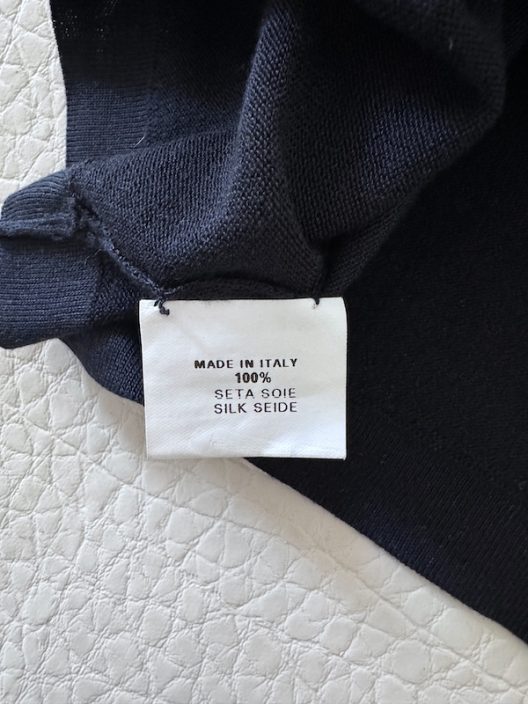 MADE IN ITALY
100%
SETA SOIE
SILK SEIDE